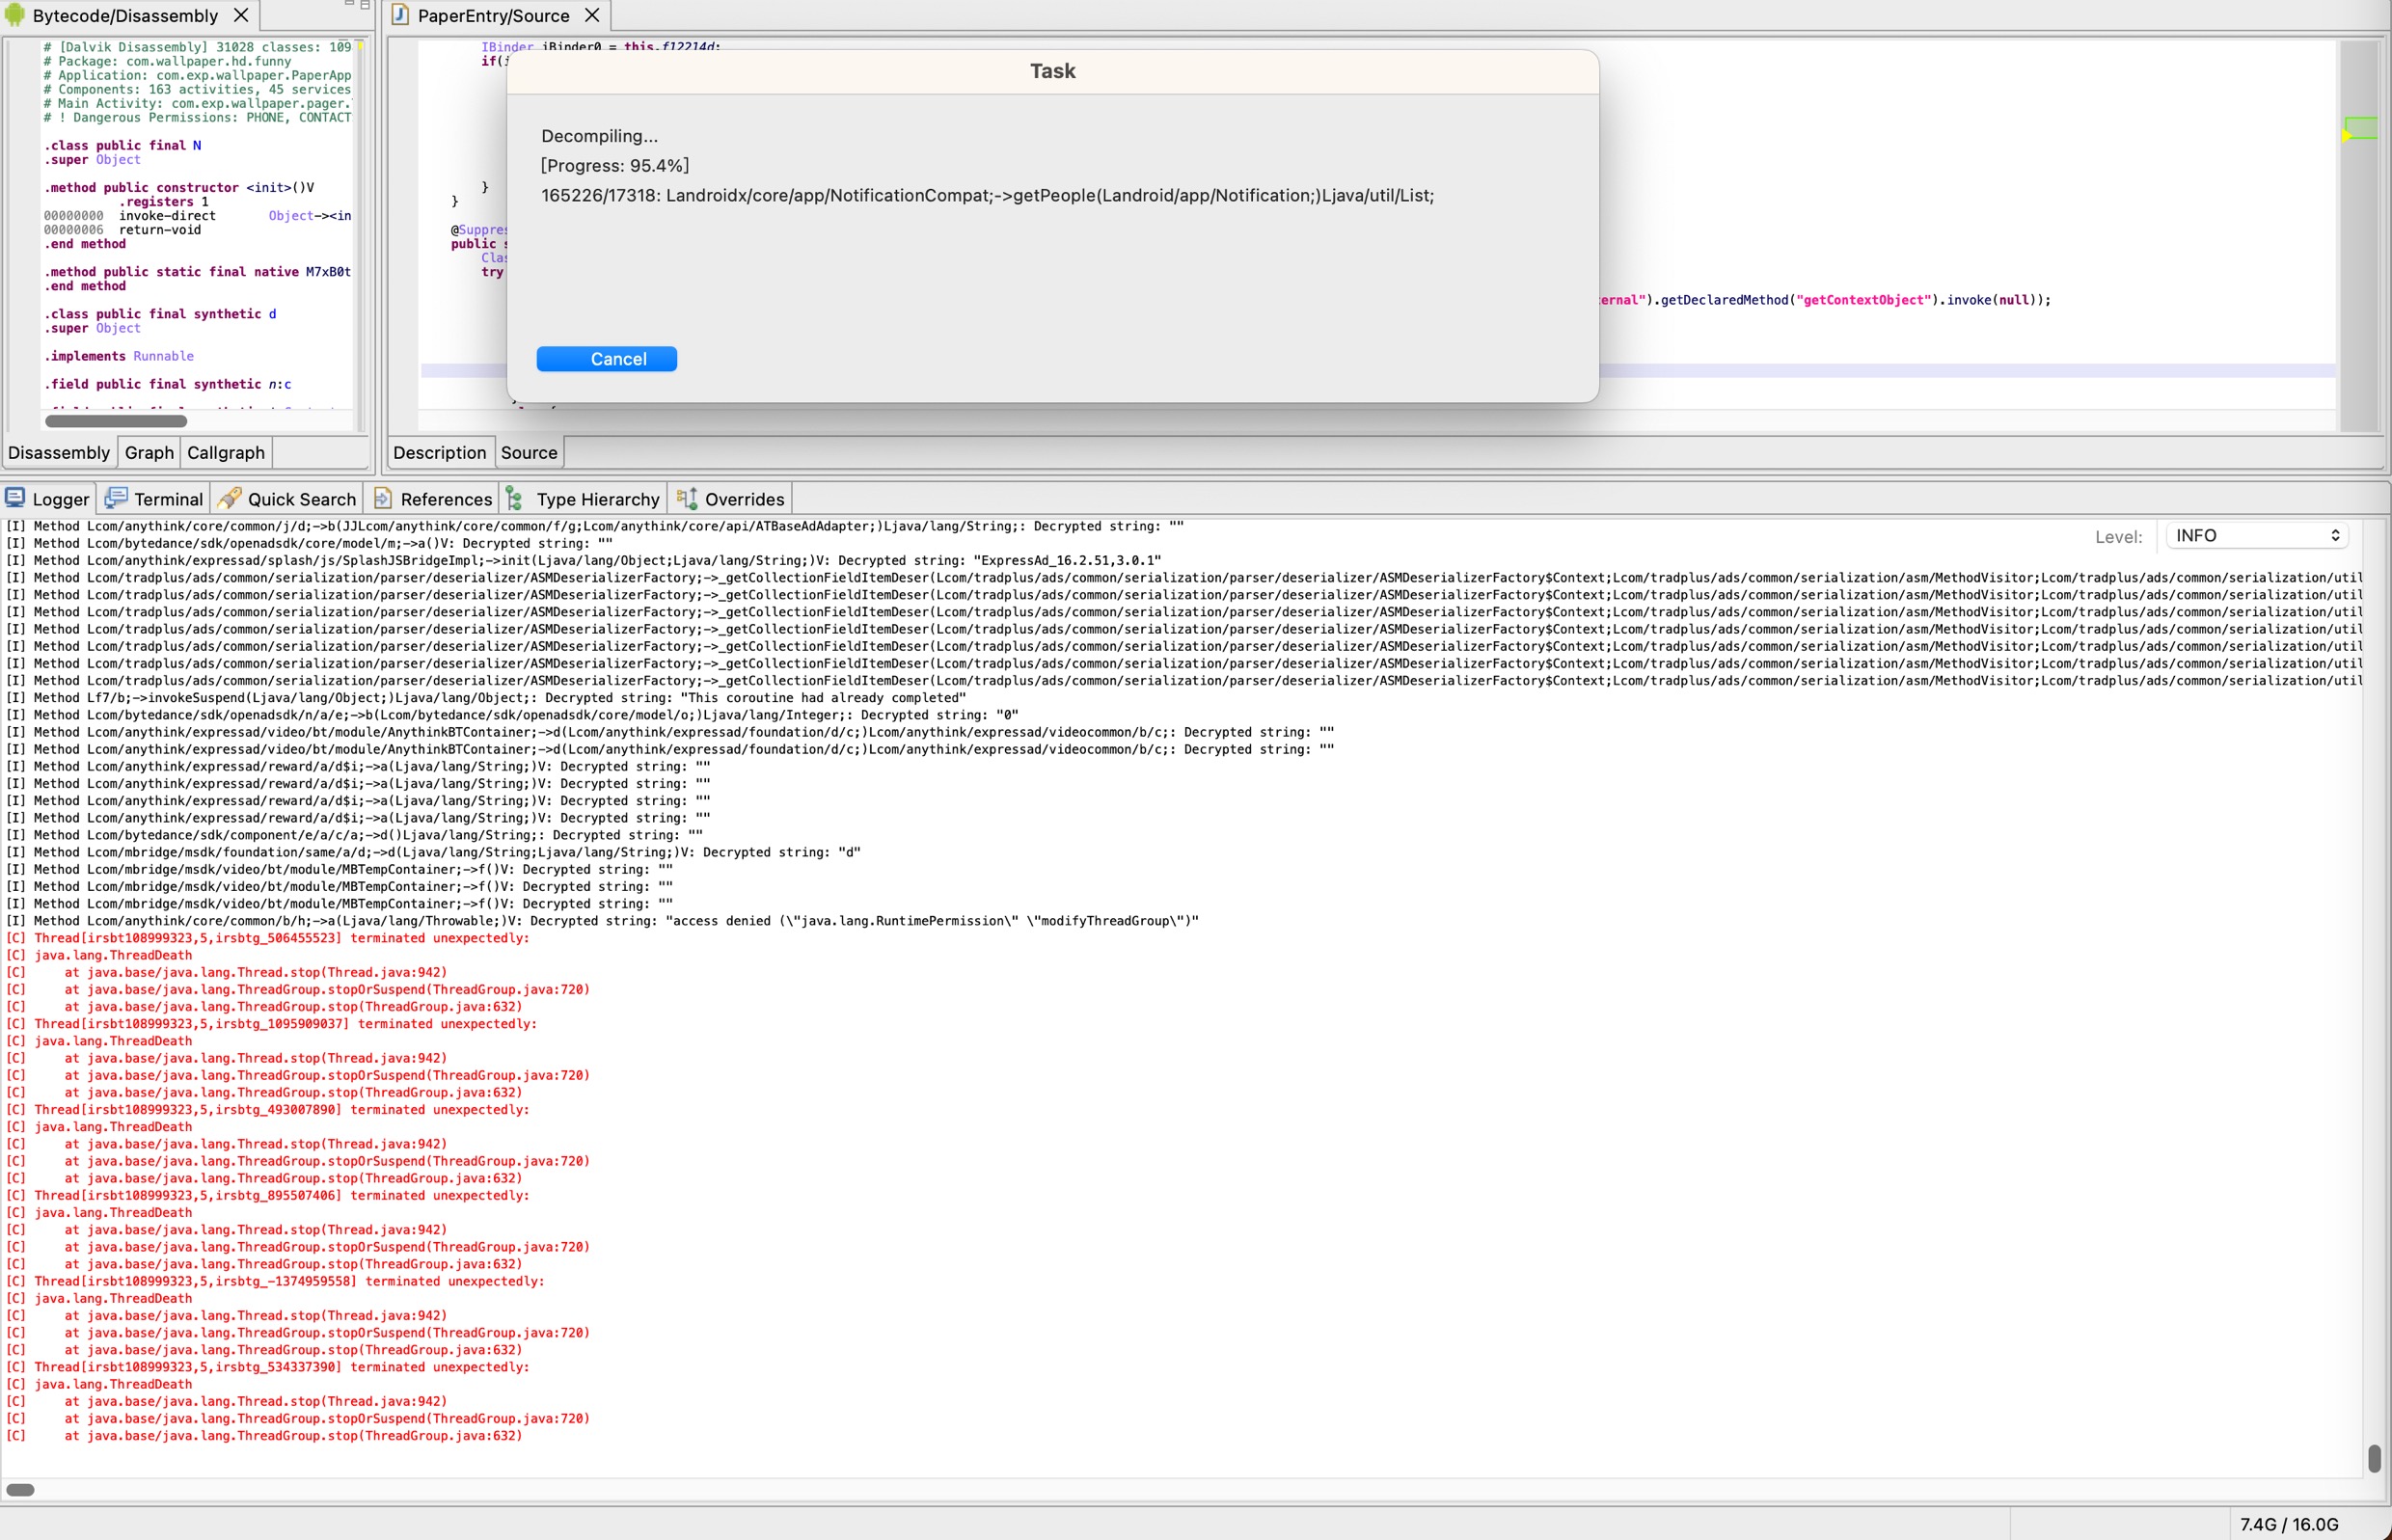 Bytecode/Disassembly
# [Dalvik Disassembly] 31028 classes: 109
# Package: com.wallpaper.hd.funny
# Application: com.exp.wallpaper.PaperApp
# Components: 163 activities, 45 services
# Main Activity: com.exp.wallpaper.pager.
# ! Dangerous Permissions: PHONE, CONTACT
.class public final N
.super Object
.method public constructor <init>()V
.registers 1
00000000 invoke-direct Object-><in
00000006 return-void
.end method
.method public static final native M7xB0t
.end method
.class public final synthetic d
.super Object
.implements Runnable
.field public final synthetic n:c
Disassembly Graph Callgraph
PaperEntry/Source
IBinder iBinder0 = this.f12214d;
if(
}
}
@Suppres
public s
Clas
try
ernal").getDeclaredMethod("getContextObject").invoke(null));
Task
Decompiling...
[Progress: 95.4%]
165226/17318: Landroidx/core/app/NotificationCompat;->getPeople(Landroid/app/Notification;)Ljava/util/List;
Cancel
Description Source
Logger Terminal Quick Search References Type Hierarchy Overrides
Level: INFO
[I] Method Lcom/anythink/core/common/j/d;->b(JJLcom/anythink/core/common/f/g;Lcom/anythink/core/api/ATBaseAdAdapter;)Ljava/lang/String;: Decrypted string: ""
[I] Method Lcom/bytedance/sdk/openadsdk/core/model/m;->a()V: Decrypted string: ""
[I] Method Lcom/anythink/expressad/splash/js/SplashJSBridgeImpl;->init(Ljava/lang/Object;Ljava/lang/String;)V: Decrypted string: "ExpressAd_16.2.51,3.0.1"
[I] Method Lcom/tradplus/ads/common/serialization/parser/deserializer/ASMDeserializerFactory;->_getCollectionFieldItemDeser(Lcom/tradplus/ads/common/serialization/parser/deserializer/ASMDeserializerFactory$Context;Lcom/tradplus/ads/common/serialization/asm/MethodVisitor;Lcom/tradplus/ads/common/serialization/util
[I] Method Lcom/tradplus/ads/common/serialization/parser/deserializer/ASMDeserializerFactory;->_getCollectionFieldItemDeser(Lcom/tradplus/ads/common/serialization/parser/deserializer/ASMDeserializerFactory$Context;Lcom/tradplus/ads/common/serialization/asm/MethodVisitor;Lcom/tradplus/ads/common/serialization/util
[I] Method Lcom/tradplus/ads/common/serialization/parser/deserializer/ASMDeserializerFactory;->_getCollectionFieldItemDeser(Lcom/tradplus/ads/common/serialization/parser/deserializer/ASMDeserializerFactory$Context;Lcom/tradplus/ads/common/serialization/asm/MethodVisitor;Lcom/tradplus/ads/common/serialization/util
[I] Method Lcom/tradplus/ads/common/serialization/parser/deserializer/ASMDeserializerFactory;->_getCollectionFieldItemDeser(Lcom/tradplus/ads/common/serialization/parser/deserializer/ASMDeserializerFactory$Context;Lcom/tradplus/ads/common/serialization/asm/MethodVisitor;Lcom/tradplus/ads/common/serialization/util
[I] Method Lcom/tradplus/ads/common/serialization/parser/deserializer/ASMDeserializerFactory;->_getCollectionFieldItemDeser(Lcom/tradplus/ads/common/serialization/parser/deserializer/ASMDeserializerFactory$Context;Lcom/tradplus/ads/common/serialization/asm/MethodVisitor;Lcom/tradplus/ads/common/serialization/util
[I] Method Lcom/tradplus/ads/common/serialization/parser/deserializer/ASMDeserializerFactory;->_getCollectionFieldItemDeser(Lcom/tradplus/ads/common/serialization/parser/deserializer/ASMDeserializerFactory$Context;Lcom/tradplus/ads/common/serialization/asm/MethodVisitor;Lcom/tradplus/ads/common/serialization/util
[I] Method Lcom/tradplus/ads/common/serialization/parser/deserializer/ASMDeserializerFactory;->_getCollectionFieldItemDeser(Lcom/tradplus/ads/common/serialization/parser/deserializer/ASMDeserializerFactory$Context;Lcom/tradplus/ads/common/serialization/asm/MethodVisitor;Lcom/tradplus/ads/common/serialization/util
[I] Method Lf7/b;->invokeSuspend(Ljava/lang/Object;)Ljava/lang/Object;: Decrypted string: "This coroutine had already completed"
[I] Method Lcom/bytedance/sdk/openadsdk/n/a/e;->b(Lcom/bytedance/sdk/openadsdk/core/model/o;)Ljava/lang/Integer;: Decrypted string: "0"
[I] Method Lcom/anythink/expressad/video/bt/module/AnythinkBTContainer;->d(Lcom/anythink/expressad/foundation/d/c;)Lcom/anythink/expressad/videocommon/b/c;: Decrypted string: ""
[I] Method Lcom/anythink/expressad/video/bt/module/AnythinkBTContainer;->d(Lcom/anythink/expressad/foundation/d/c;)Lcom/anythink/expressad/videocommon/b/c;: Decrypted string: ""
[I] Method Lcom/anythink/expressad/reward/a/d$i;->a(Ljava/lang/String;)V: Decrypted string: ""
[I] Method Lcom/anythink/expressad/reward/a/d$i;->a(Ljava/lang/String;)V: Decrypted string: ""
[I] Method Lcom/anythink/expressad/reward/a/d$i;->a(Ljava/lang/String;)V: Decrypted string: ""
[I] Method Lcom/anythink/expressad/reward/a/d$i;->a(Ljava/lang/String;)V: Decrypted string: ""
[I] Method Lcom/bytedance/sdk/component/e/a/c/a;->d()Ljava/lang/String;: Decrypted string: ""
[I] Method Lcom/mbridge/msdk/foundation/same/a/d;->d(Ljava/lang/String;Ljava/lang/String;)V: Decrypted string: "d"
[I] Method Lcom/mbridge/msdk/video/bt/module/MBTempContainer;->f()V: Decrypted string: ""
[I] Method Lcom/mbridge/msdk/video/bt/module/MBTempContainer;->f()V: Decrypted string: ""
[I] Method Lcom/mbridge/msdk/video/bt/module/MBTempContainer;->f()V: Decrypted string: ""
[I] Method Lcom/anythink/core/common/b/h;->a(Ljava/lang/Throwable;)V: Decrypted string: "access denied (\"java.lang.RuntimePermission\" \"modifyThreadGroup\")"
[C] Thread[irsbt108999323,5,irsbtg_506455523] terminated unexpectedly:
[C] java.lang.ThreadDeath
[C] at java.base/java.lang.Thread.stop(Thread.java:942)
[C] at java.base/java.lang.ThreadGroup.stopOrSuspend(ThreadGroup.java:720)
[C] at java.base/java.lang.ThreadGroup.stop(ThreadGroup.java:632)
[C] Thread[irsbt108999323,5,irsbtg_1095909037] terminated unexpectedly:
[C] java.lang.ThreadDeath
[C] at java.base/java.lang.Thread.stop(Thread.java:942)
[C] at java.base/java.lang.ThreadGroup.stopOrSuspend(ThreadGroup.java:720)
[C] at java.base/java.lang.ThreadGroup.stop(ThreadGroup.java:632)
[C] Thread[irsbt108999323,5,irsbtg_493007890] terminated unexpectedly:
[C] java.lang.ThreadDeath
[C] at java.base/java.lang.Thread.stop(Thread.java:942)
[C] at java.base/java.lang.ThreadGroup.stopOrSuspend(ThreadGroup.java:720)
[C] at java.base/java.lang.ThreadGroup.stop(ThreadGroup.java:632)
[C] Thread[irsbt108999323,5,irsbtg_895507406] terminated unexpectedly:
[C] java.lang.ThreadDeath
[C] at java.base/java.lang.Thread.stop(Thread.java:942)
[C] at java.base/java.lang.ThreadGroup.stopOrSuspend(ThreadGroup.java:720)
[C] at java.base/java.lang.ThreadGroup.stop(ThreadGroup.java:632)
[C] Thread[irsbt108999323,5,irsbtg_-1374959558] terminated unexpectedly:
[C] java.lang.ThreadDeath
[C] at java.base/java.lang.Thread.stop(Thread.java:942)
[C] at java.base/java.lang.ThreadGroup.stopOrSuspend(ThreadGroup.java:720)
[C] at java.base/java.lang.ThreadGroup.stop(ThreadGroup.java:632)
[C] Thread[irsbt108999323,5,irsbtg_534337390] terminated unexpectedly:
[C] java.lang.ThreadDeath
[C] at java.base/java.lang.Thread.stop(Thread.java:942)
[C] at java.base/java.lang.ThreadGroup.stopOrSuspend(ThreadGroup.java:720)
[C] at java.base/java.lang.ThreadGroup.stop(ThreadGroup.java:632)
7.4G / 16.0G